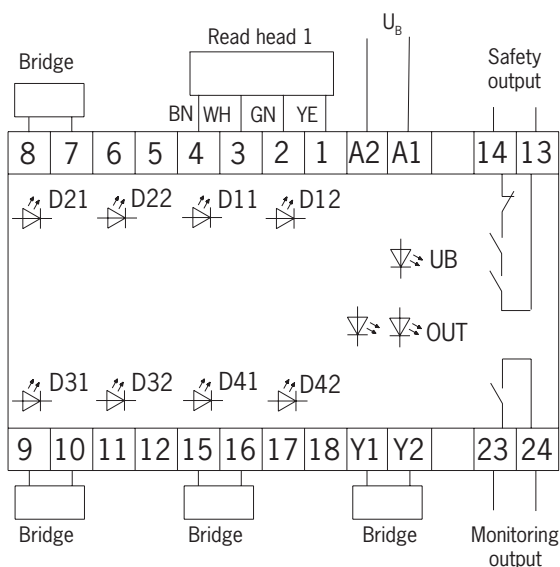 U_B
Read head 1
Bridge
Safety
output
BN WH GN YE
8 7 6 5 4 3 2 1 A2 A1 14 13
D21 D22 D11 D12
UB
OUT
D31 D32 D41 D42
9 10 11 12 15 16 17 18 Y1 Y2 23 24
Bridge Bridge Bridge Monitoring
output